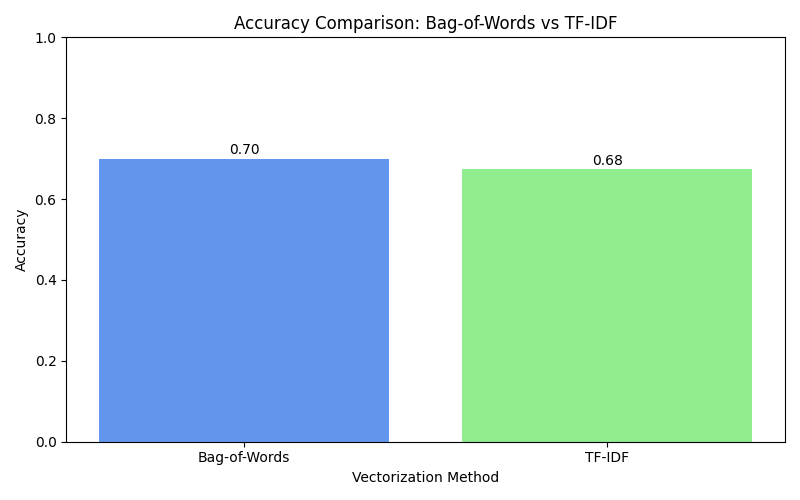 Accuracy Comparison: Bag-of-Words vs TF-IDF
1.0
0.8
0.6
0.4
0.2
0.0
Accuracy
0.70
0.68
Bag-of-Words
TF-IDF
Vectorization Method